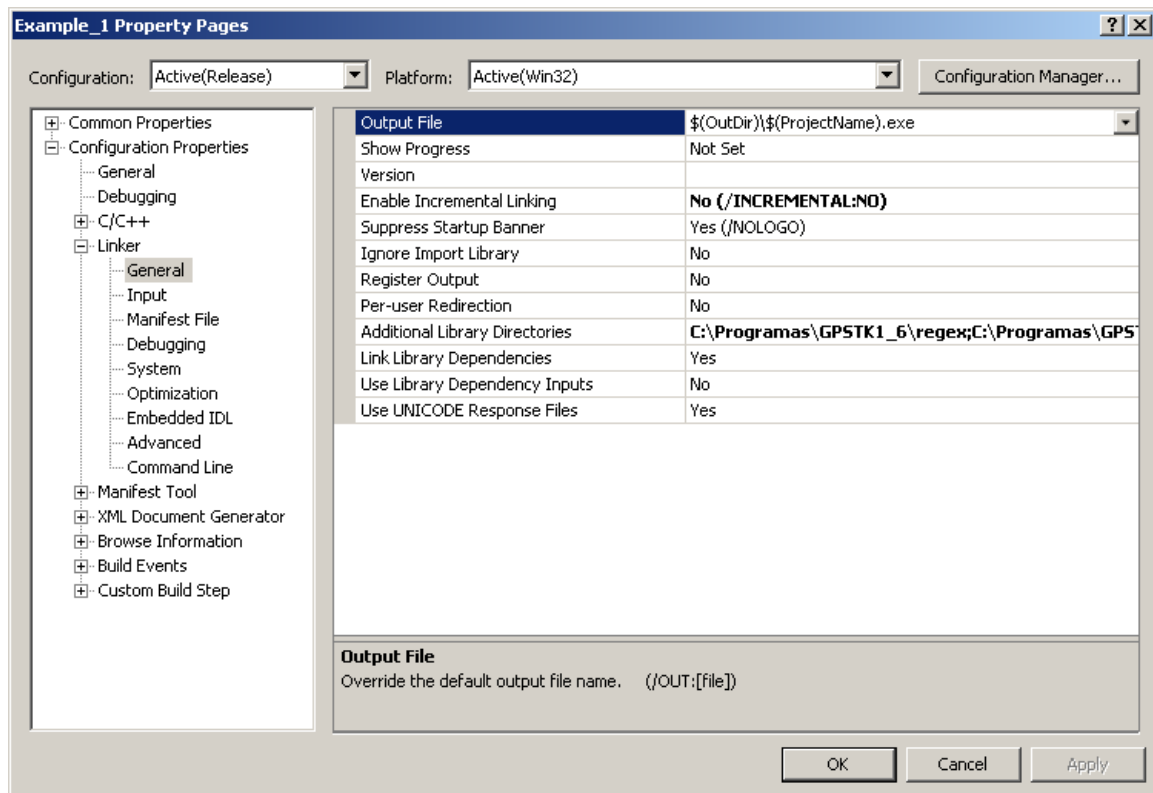 Example_1 Property Pages
Configuration: Active(Release) Platform: Active(Win32) Configuration Manager...
Common Properties
Configuration Properties
General
Debugging
C/C++
Linker
General
Input
Manifest File
Debugging
System
Optimization
Embedded IDL
Advanced
Command Line
Manifest Tool
XML Document Generator
Browse Information
Build Events
Custom Build Step
Output File $(OutDir)\$(ProjectName).exe
Show Progress Not Set
Version
Enable Incremental Linking No (/INCREMENTAL:NO)
Suppress Startup Banner Yes (/NOLOGO)
Ignore Import Library No
Register Output No
Per-user Redirection No
Additional Library Directories C:\Programas\GPSTK1_6\regex;C:\Programas\GPST
Link Library Dependencies Yes
Use Library Dependency Inputs No
Use UNICODE Response Files Yes
Output File
Override the default output file name. (/OUT:[file])
OK Cancel Apply